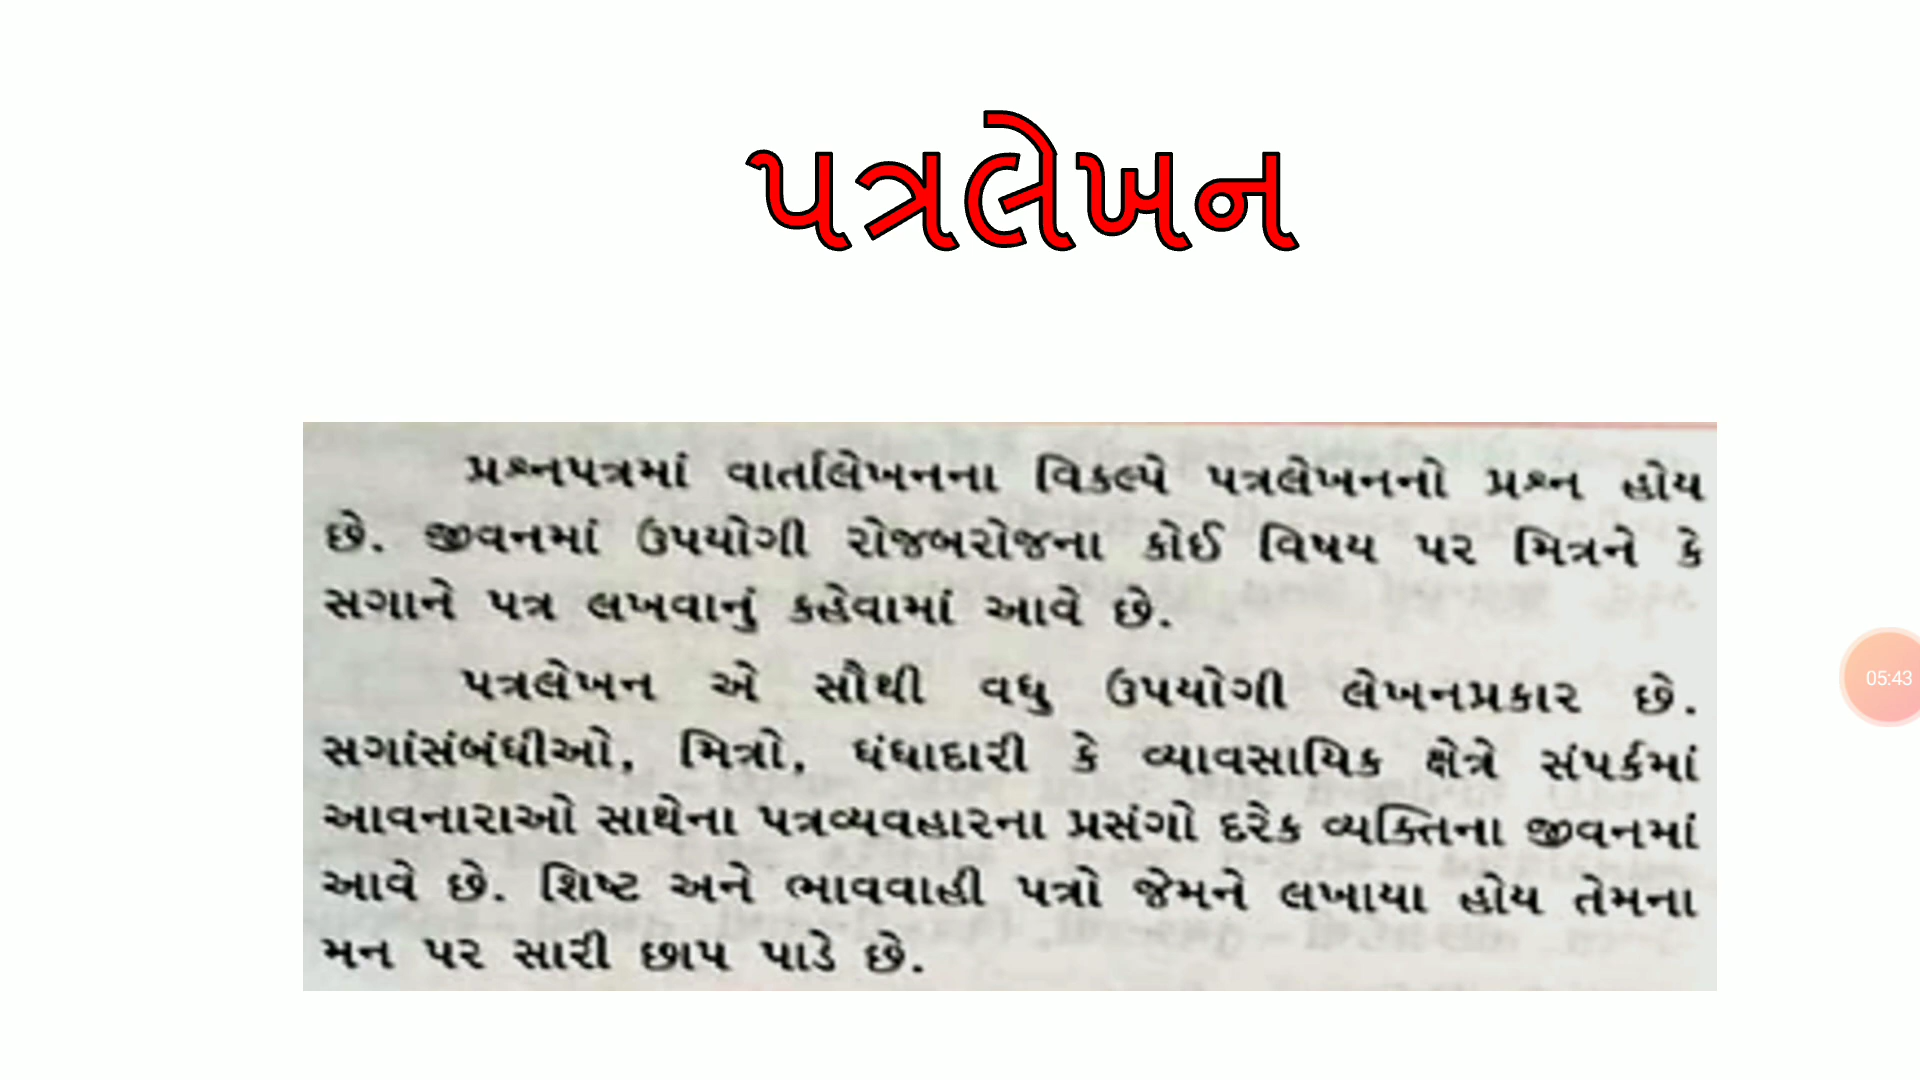 પત્રલેખન
પ્રશ્નપત્રમાં વાર્તાલેખનના વિકલ્પે પત્રલેખનનો પ્રશ્ન હોય
છે. જીવનમાં ઉપયોગી રોજબરોજના કોઈ વિષય પર મિત્રને કે
સગાને પત્ર લખવાનું કહેવામાં આવે છે.
પત્રલેખન એ સૌથી વધુ ઉપયોગી લેખનપ્રકાર છે.
સગાંસંબંધીઓ, મિત્રો, ધંધાદારી કે વ્યાવસાયિક ક્ષેત્રે સંપર્કમાં
આવનારાઓ સાથેના પત્રવ્યવહારના પ્રસંગો દરેક વ્યક્તિના જીવનમાં
આવે છે. શિષ્ટ અને ભાવવાહી પત્રો જેમને લખાયા હોય તેમના
મન પર સારી છાપ પાડે છે.
05:43